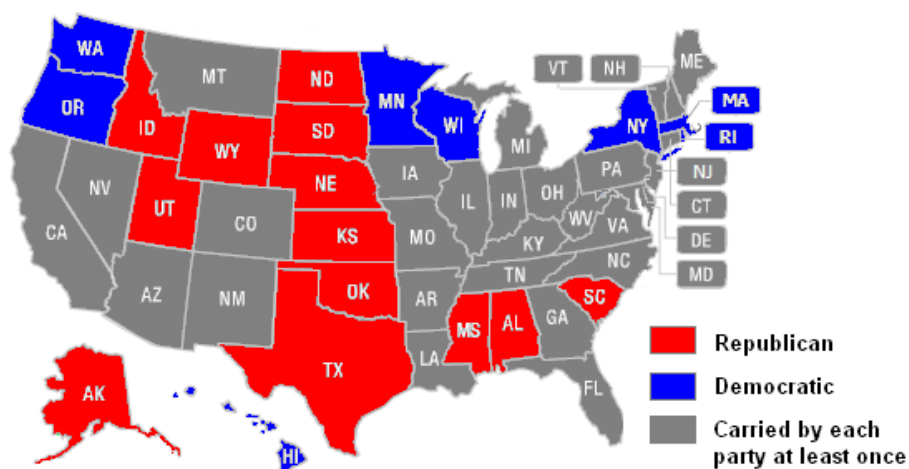 WA
MT
ND
MN
VT
NH
ME
OR
ID
SD
WI
NY
MA
RI
WY
MI
NE
IA
PA
NJ
NV
UT
CO
IL
IN
OH
CT
CA
KS
MO
WV
VA
DE
KY
NC
MD
AZ
NM
OK
TN
AR
SC
MS
AL
GA
TX
LA
FL
AK
HI
Republican
Democratic
Carried by each
party at least once